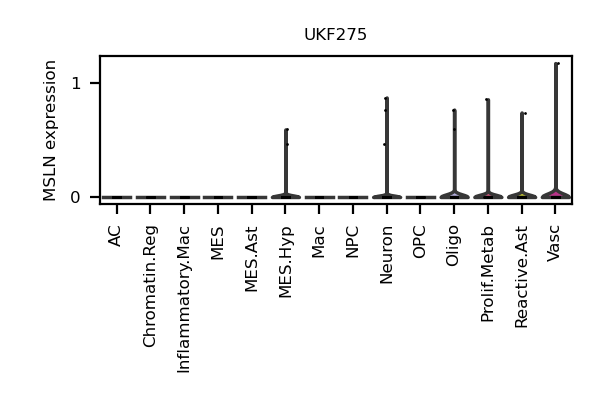 UKF275
MSLN expression
1
0
AC
Chromatin.Reg
Inflammatory.Mac
MES
MES.Ast
MES.Hyp
Mac
NPC
Neuron
OPC
Oligo
Prolif.Metab
Reactive.Ast
Vasc